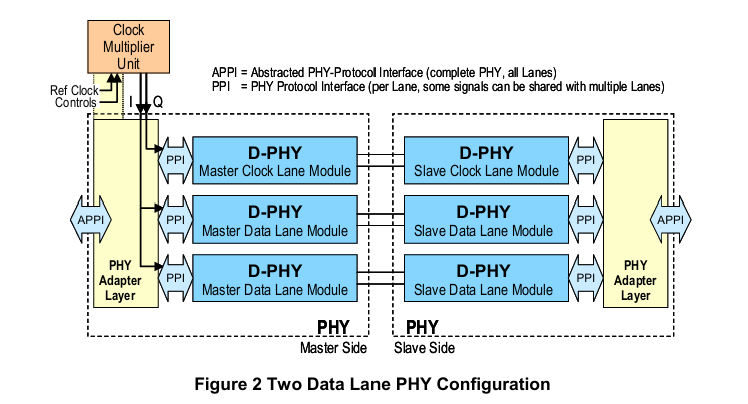 Clock
Multiplier
Unit
APPI = Abstracted PHY-Protocol Interface (complete PHY, all Lanes)
PPI = PHY Protocol Interface (per Lane, some signals can be shared with multiple Lanes)
Ref Clock
Controls
I
Q
PPI
D-PHY
Master Clock Lane Module
D-PHY
Slave Clock Lane Module
PPI
APPI
PPI
D-PHY
Master Data Lane Module
D-PHY
Slave Data Lane Module
PPI
APPI
PHY
Adapter
Layer
PPI
D-PHY
Master Data Lane Module
D-PHY
Slave Data Lane Module
PPI
PHY
Adapter
Layer
PHY
Master Side
PHY
Slave Side
Figure 2 Two Data Lane PHY Configuration